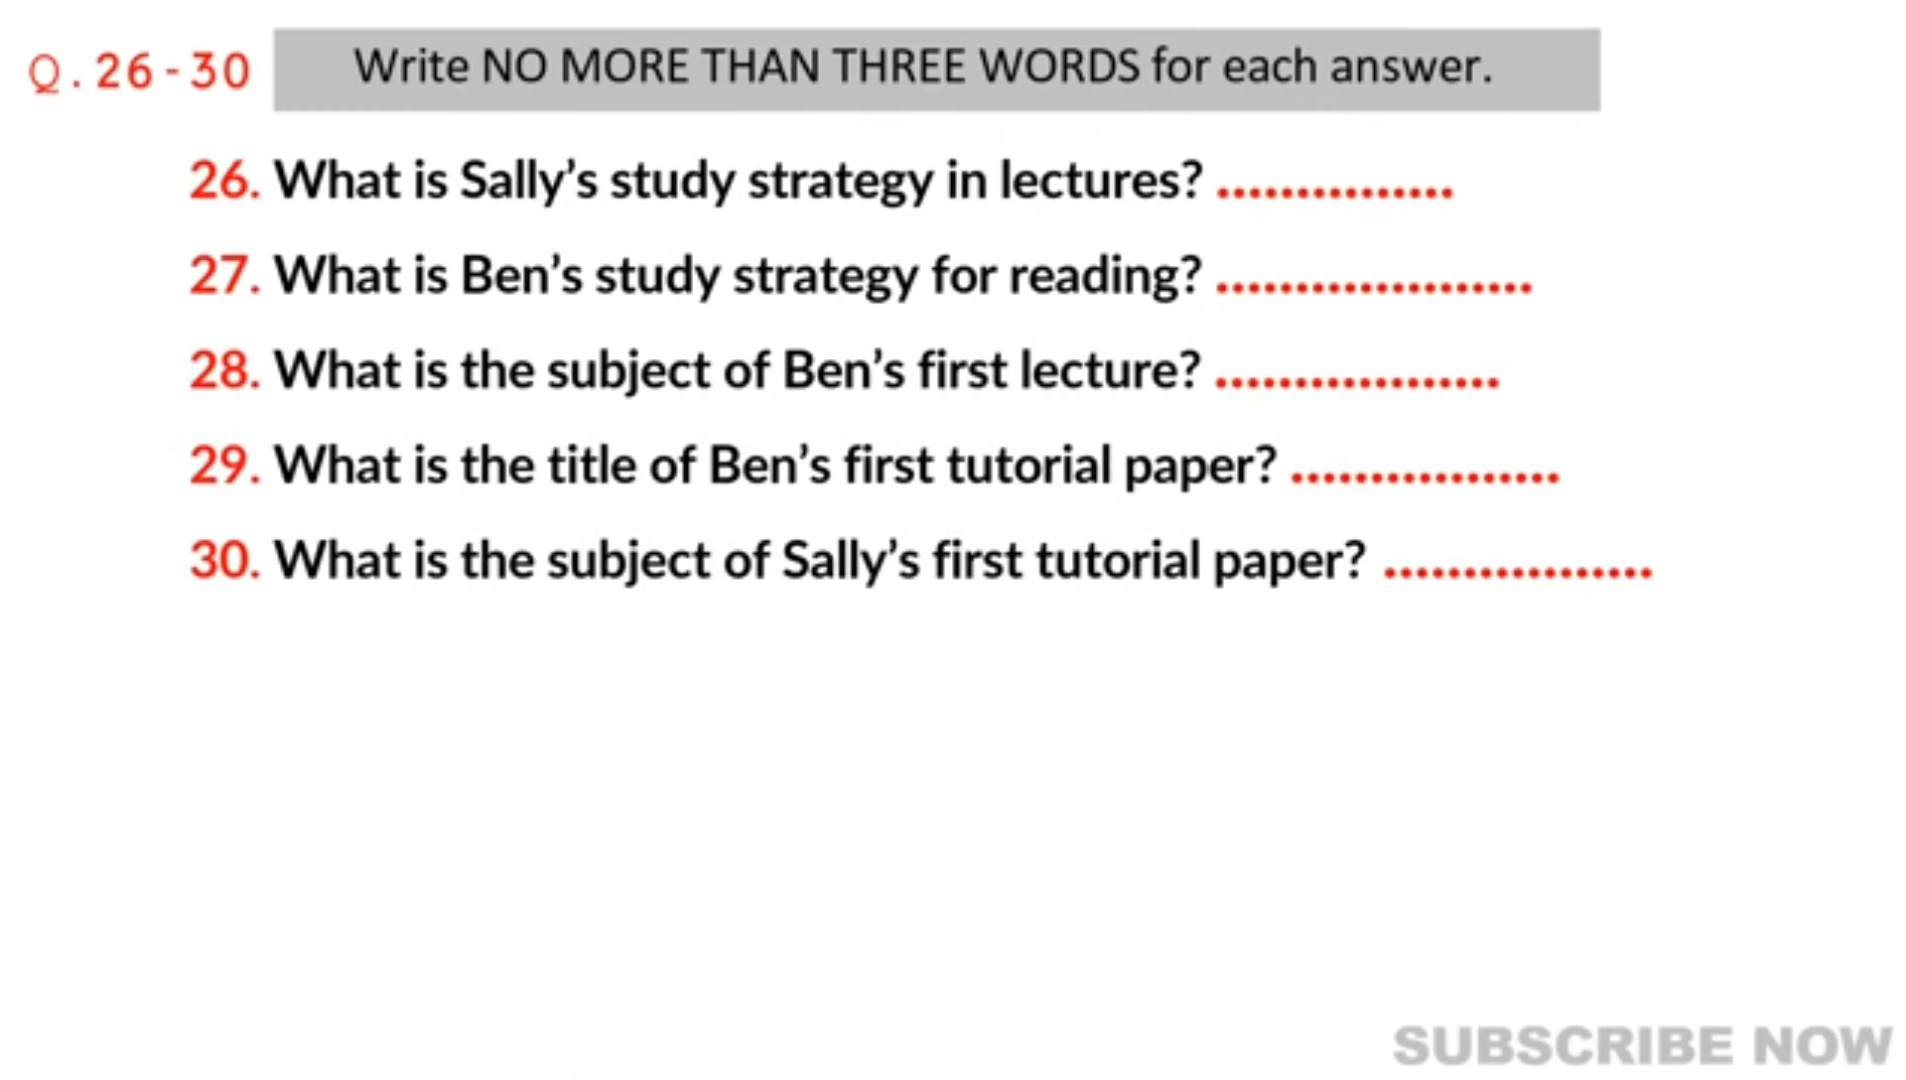 Q.26-30 Write NO MORE THAN THREE WORDS for each answer.
26. What is Sally's study strategy in lectures? ...............
27. What is Ben's study strategy for reading? ....................
28. What is the subject of Ben's first lecture? ..................
29. What is the title of Ben's first tutorial paper? .................
30. What is the subject of Sally's first tutorial paper? .................
SUBSCRIBE NOW